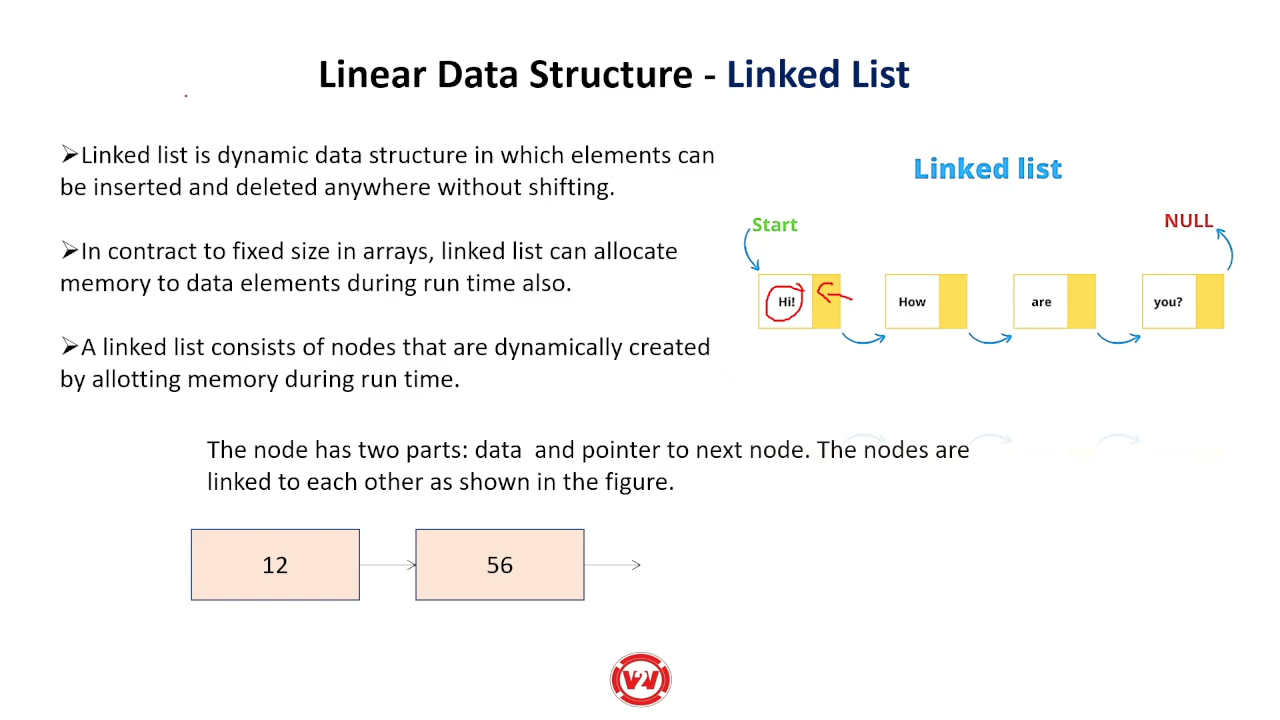 Linear Data Structure - Linked List
➢Linked list is dynamic data structure in which elements can
be inserted and deleted anywhere without shifting.
➢In contract to fixed size in arrays, linked list can allocate
memory to data elements during run time also.
➢A linked list consists of nodes that are dynamically created
by allotting memory during run time.
Linked list
Start
NULL
Hi!
How
are
you?
The node has two parts: data  and pointer to next node. The nodes are
linked to each other as shown in the figure.
12
56
V2V